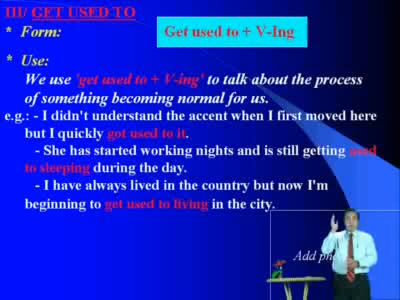 III/ GET USED TO
* Form: Get used to + V-Ing
* Use:
We use 'get used to + V-ing' to talk about the process
of something becoming normal for us.
e.g.: - I didn't understand the accent when I first moved here
but I quickly got used to it.
- She has started working nights and is still getting used
to sleeping during the day.
- I have always lived in the country but now I'm
beginning to get used to living in the city.
Add